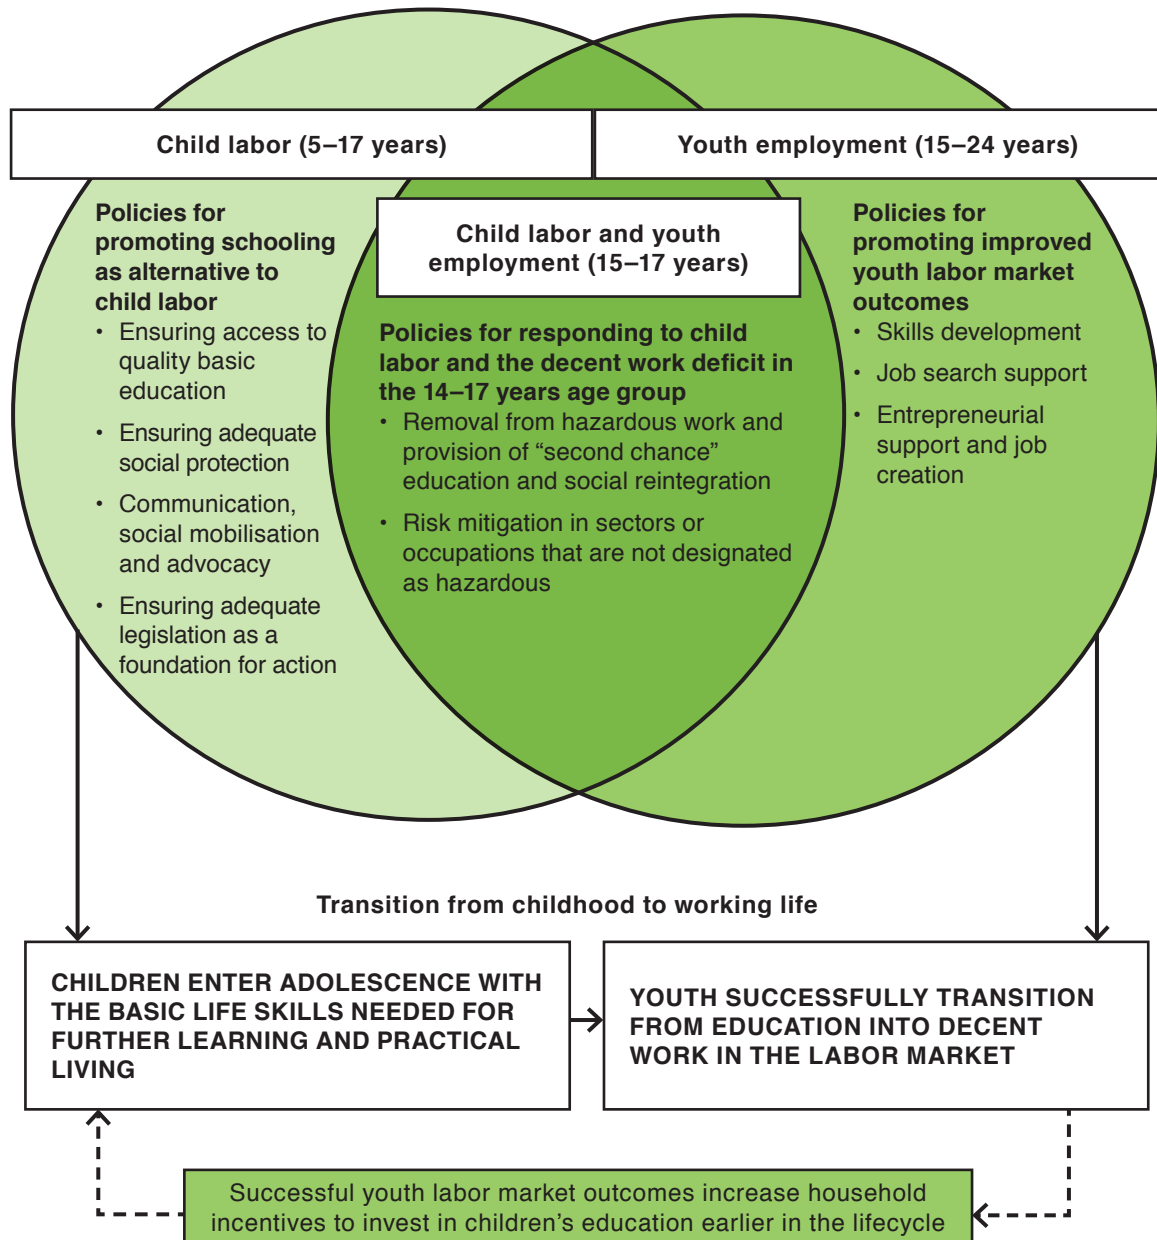 Child labor (5–17 years)
Youth employment (15–24 years)
Policies for
promoting schooling
as alternative to
child labor
• Ensuring access to
quality basic
education
• Ensuring adequate
social protection
• Communication,
social mobilisation
and advocacy
• Ensuring adequate
legislation as a
foundation for action
Child labor and youth
employment (15–17 years)
Policies for responding to child
labor and the decent work deficit in
the 14–17 years age group
• Removal from hazardous work and
provision of “second chance”
education and social reintegration
• Risk mitigation in sectors or
occupations that are not designated
as hazardous
Policies for
promoting improved
youth labor market
outcomes
• Skills development
• Job search support
• Entrepreneurial
support and job
creation
Transition from childhood to working life
CHILDREN ENTER ADOLESCENCE WITH
THE BASIC LIFE SKILLS NEEDED FOR
FURTHER LEARNING AND PRACTICAL
LIVING
YOUTH SUCCESSFULLY TRANSITION
FROM EDUCATION INTO DECENT
WORK IN THE LABOR MARKET
Successful youth labor market outcomes increase household
incentives to invest in children’s education earlier in the lifecycle